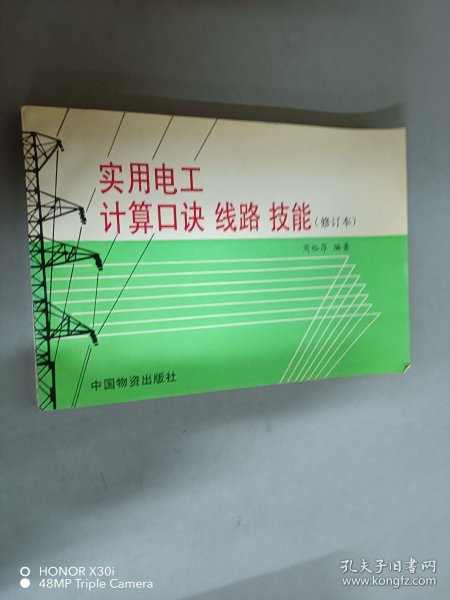 实用电工
计算口诀 线路 技能(修订本)
周裕厚 编著
中国物资出版社
HONOR X30i
48MP Triple Camera
孔夫子旧书网
www.kongfz.com